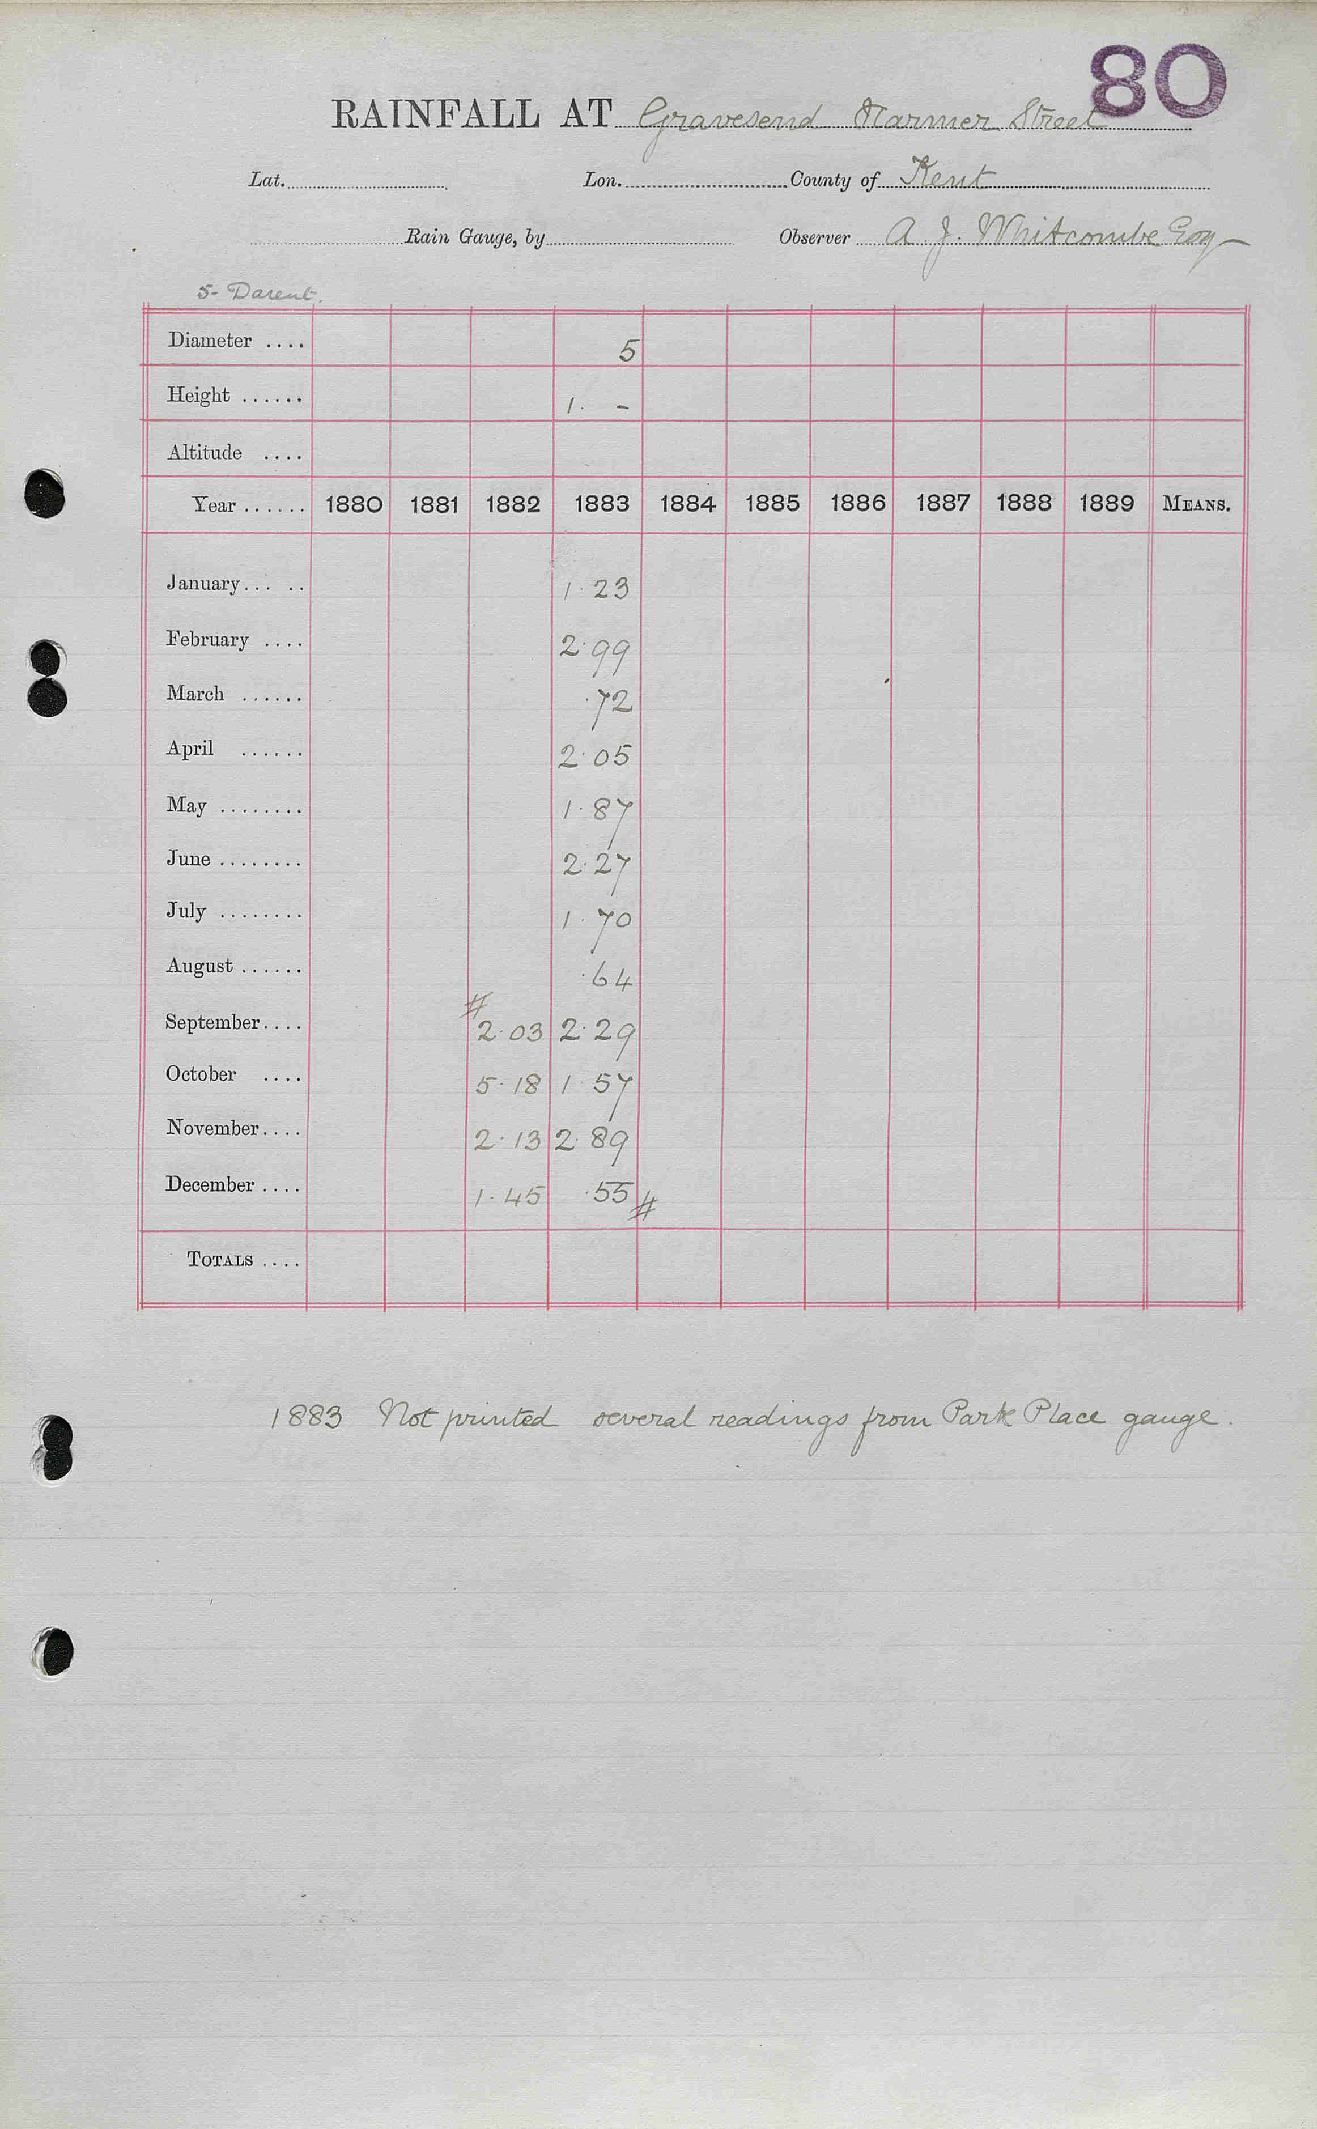 80
RAINFALL AT Gravesend Harmer Street
Lat. Lon. County of Kent
Rain Gauge, by Observer A. J. Whitcombe Esq
5- Darent.
Diameter .... 5
Height ...... 1. -
Altitude ....
Year ...... 1880 1881 1882 1883 1884 1885 1886 1887 1888 1889 MEANS.
January... .. 1.23
February .... 2.99
March ...... .72
April ...... 2.05
May ........ 1.87
June ........ 2.27
July ........ 1.70
August ...... .64
September.... # 2.03 2.29
October .... 5.18 1.57
November.... 2.13 2.89
December .... 1.45 .55 #
TOTALS ....
1883 Not printed several readings from Park Place gauge.